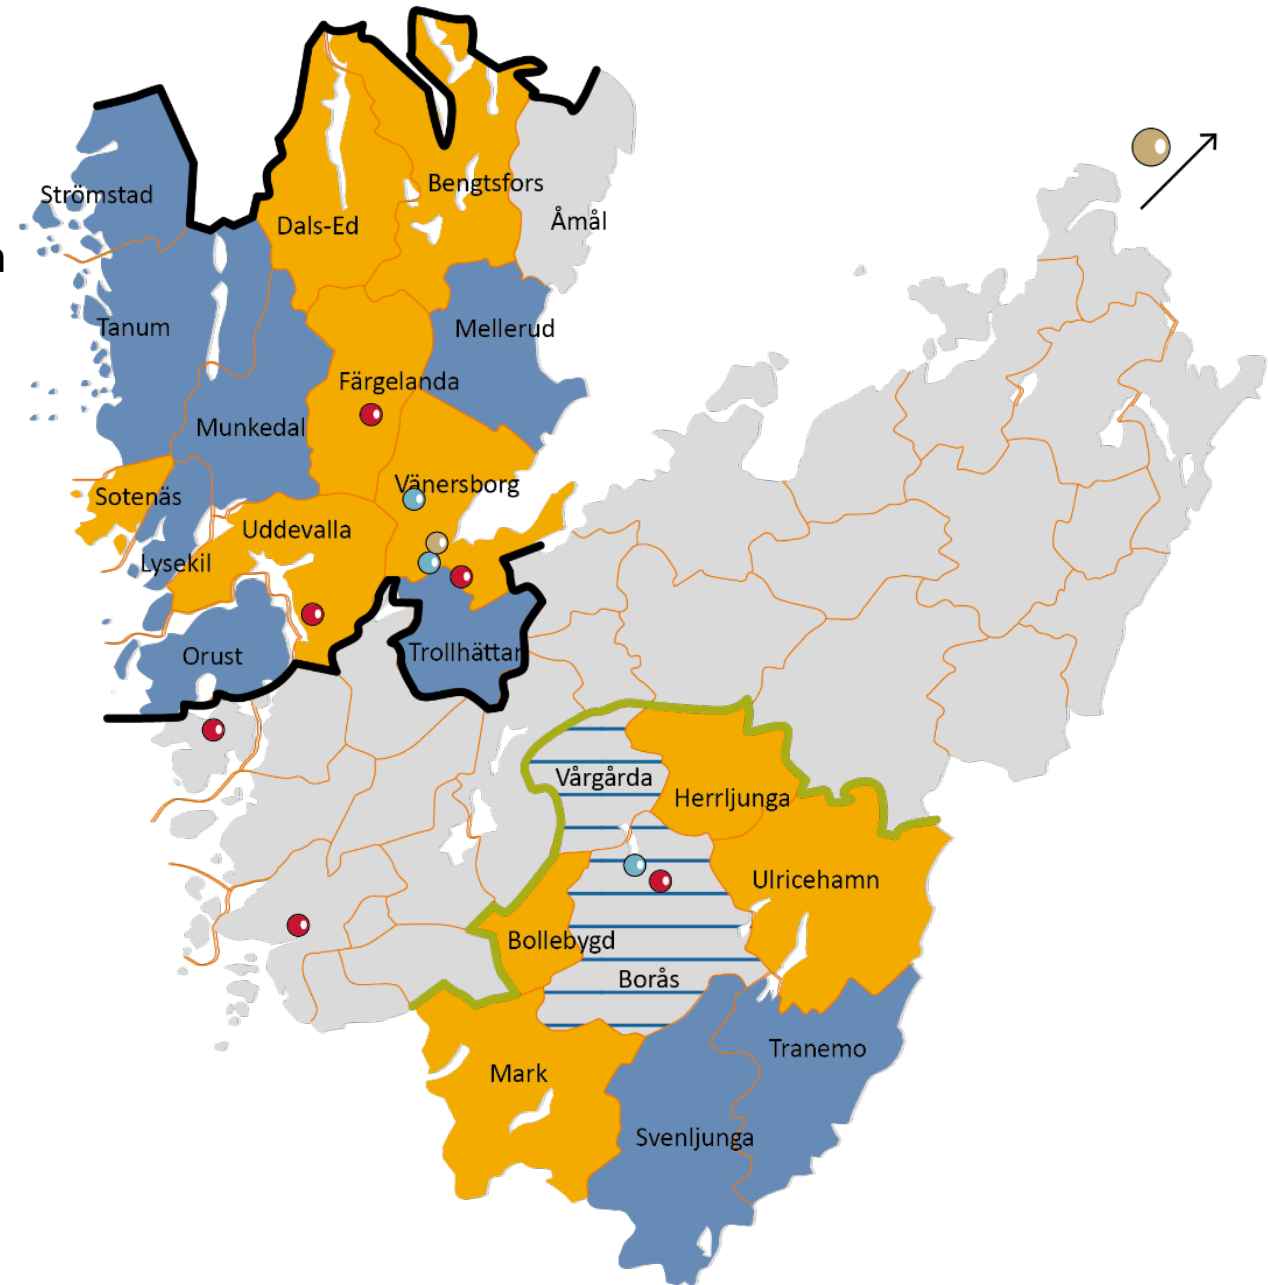 Strömstad
Bengtsfors
Dals-Ed
Åmål
n
Tanum
Mellerud
Färgelanda
Munkedal
Vänersborg
Sotenäs
Uddevalla
Lysekil
Orust
Trollhättan
Vårgårda
Herrljunga
Ulricehamn
Bollebygd
Borås
Tranemo
Mark
Svenljunga